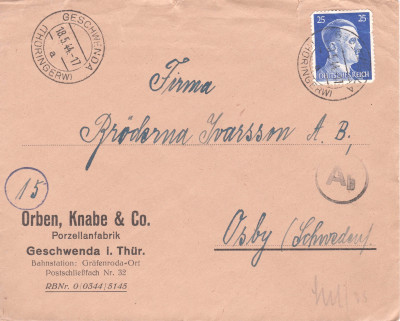 GESCHWENDA
18.5.44.-17
a
(THÜRINGERW)
25 25
DEUTSCHES REICH
(THÜRINGERW)
Firma
Bröderna Ivarsson A. B.,
15
Ab
Orben, Knabe & Co.
Porzellanfabrik
Geschwenda i. Thür.
Bahnstation: Gräfenroda-Ort
Postschließfach Nr. 32
RBNr. 0/0544/5145
Osby (Schweden).